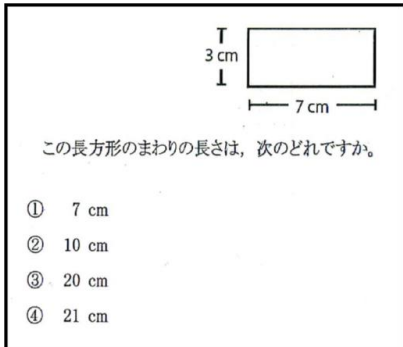 3 cm
7 cm
この長方形のまわりの長さは，次のどれですか。
① 7 cm
② 10 cm
③ 20 cm
④ 21 cm